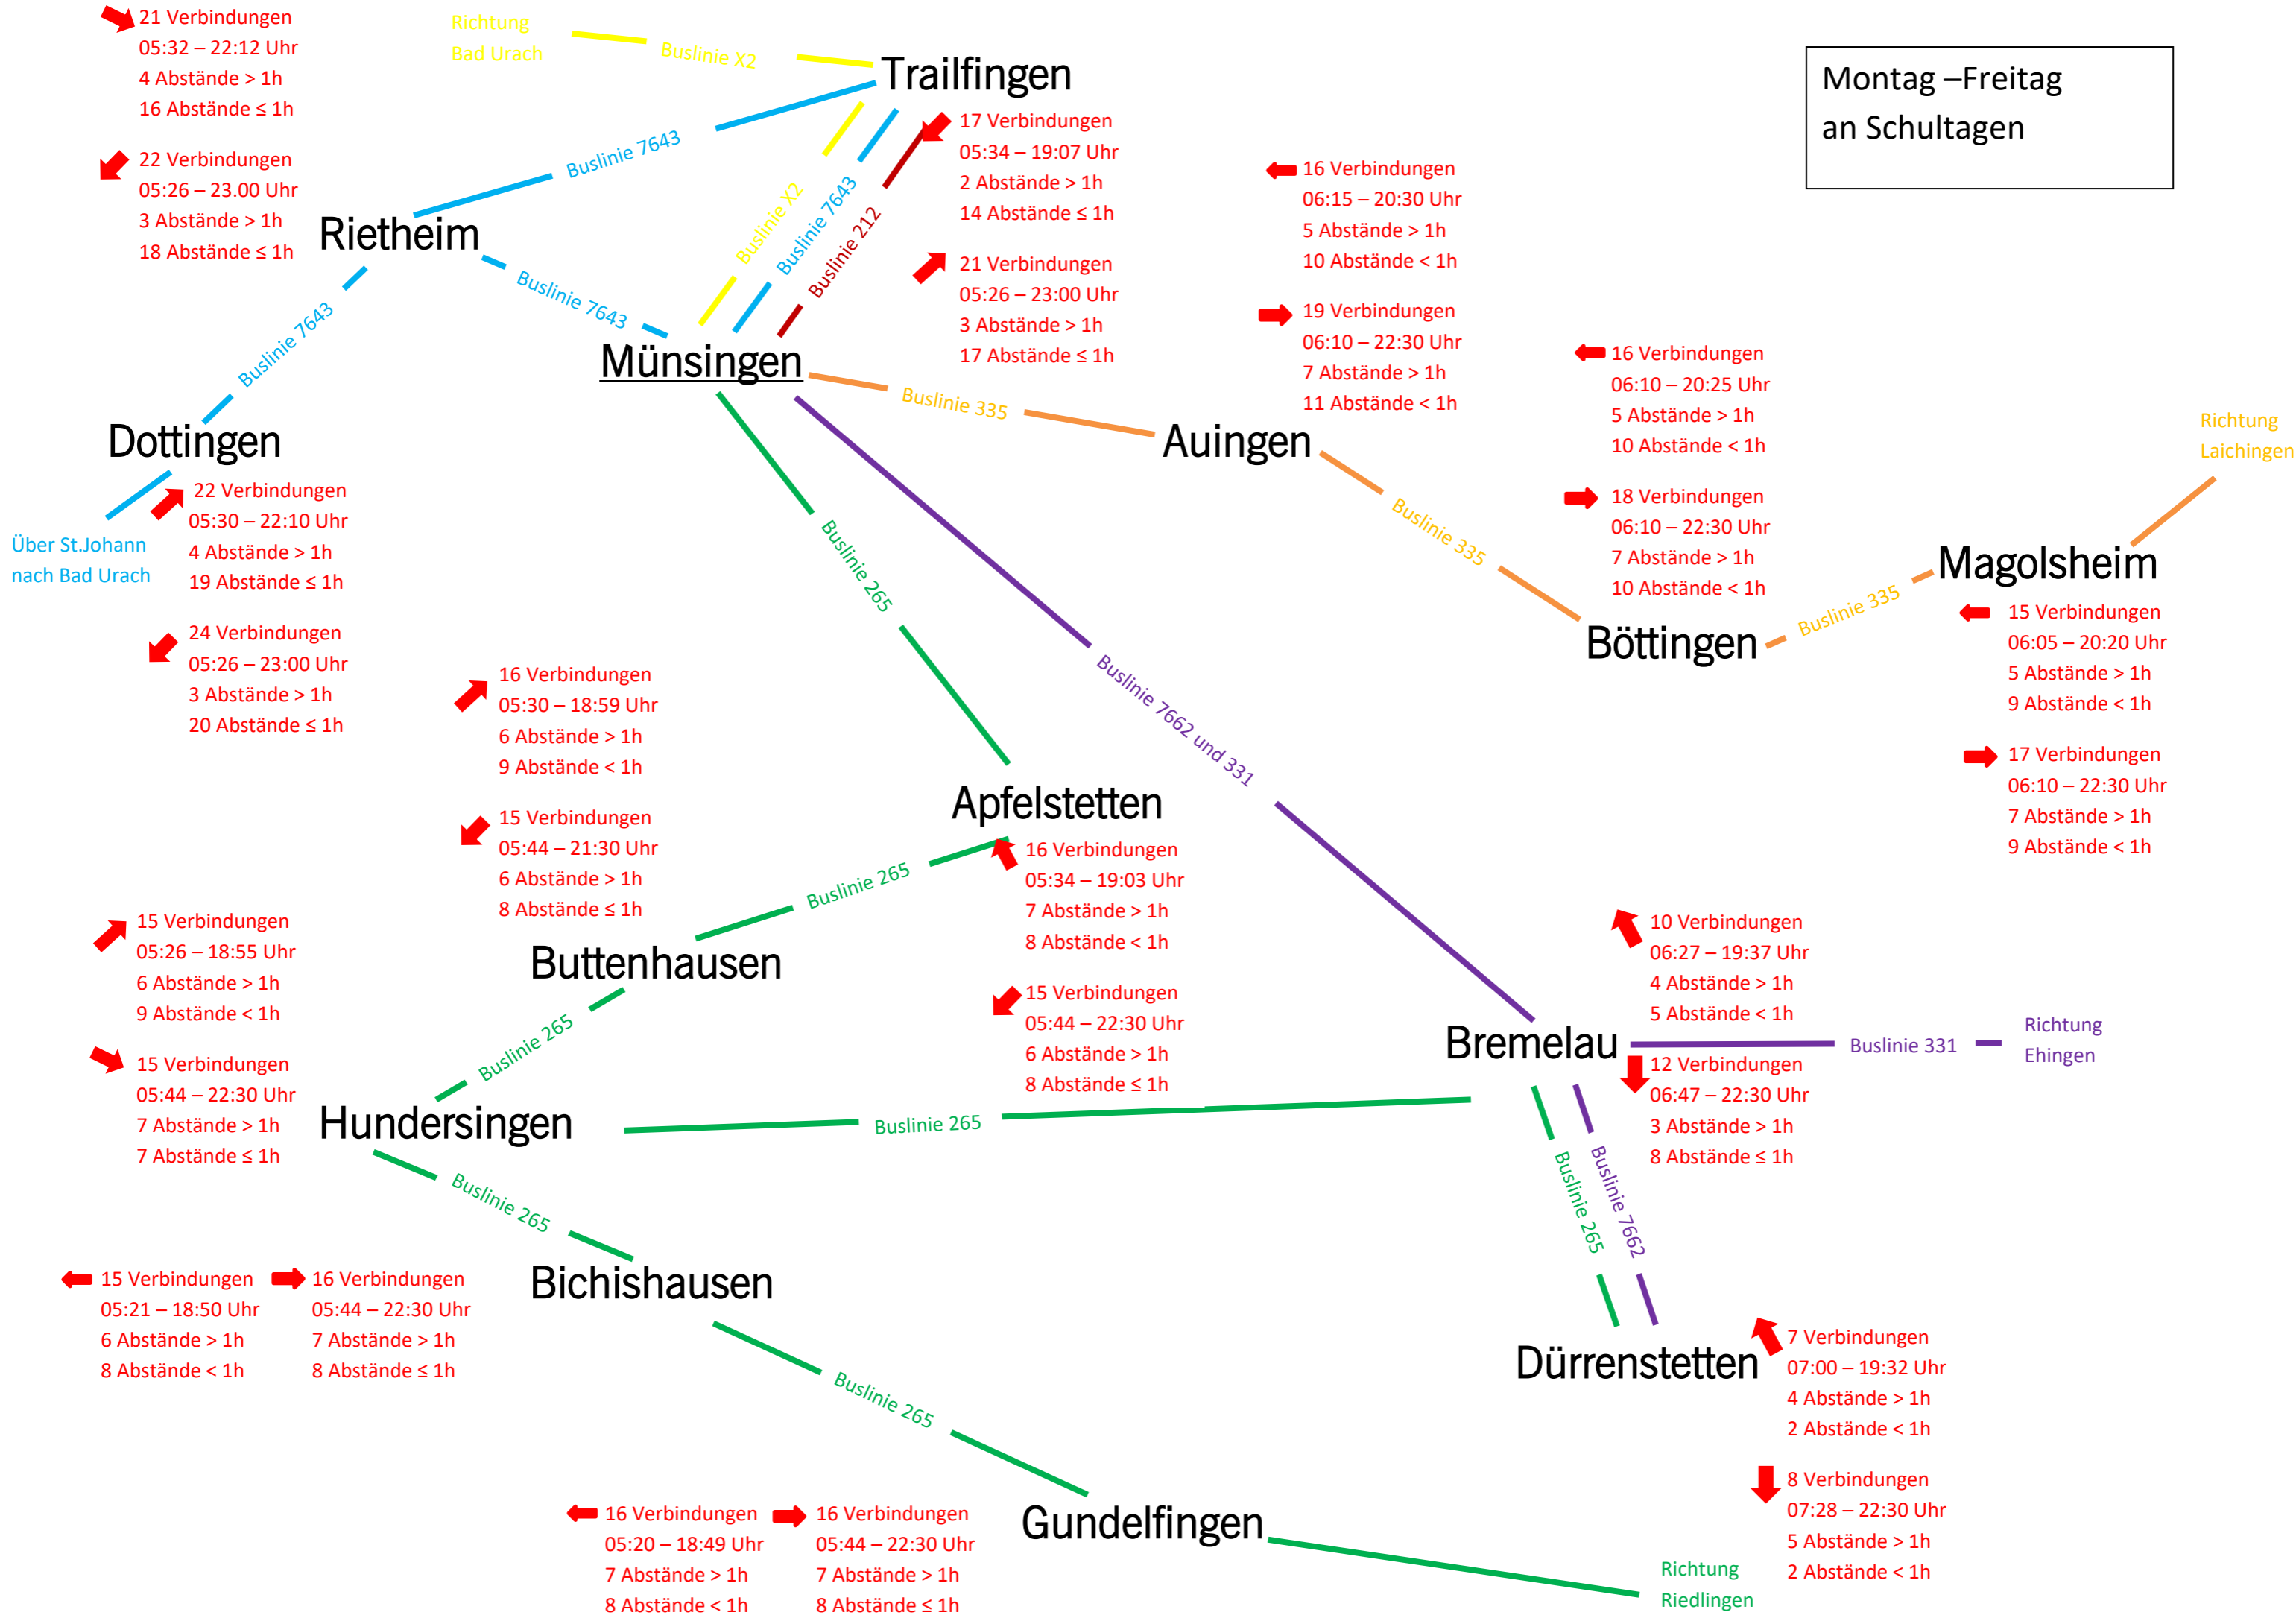 21 Verbindungen
05:32 – 22:12 Uhr
4 Abstände > 1h
16 Abstände ≤ 1h
22 Verbindungen
05:26 – 23.00 Uhr
3 Abstände > 1h
18 Abstände ≤ 1h
Richtung
Bad Urach
Buslinie X2
Trailfingen
17 Verbindungen
05:34 – 19:07 Uhr
2 Abstände > 1h
14 Abstände ≤ 1h
21 Verbindungen
05:26 – 23:00 Uhr
3 Abstände > 1h
17 Abstände ≤ 1h
Montag –Freitag
an Schultagen
Buslinie 7643
Buslinie X2
Buslinie 7643
Buslinie 212
Rietheim
Buslinie 7643
Buslinie 7643
Münsingen
16 Verbindungen
06:15 – 20:30 Uhr
5 Abstände > 1h
10 Abstände < 1h
19 Verbindungen
06:10 – 22:30 Uhr
7 Abstände > 1h
11 Abstände < 1h
Buslinie 335
Auingen
16 Verbindungen
06:10 – 20:25 Uhr
5 Abstände > 1h
10 Abstände < 1h
18 Verbindungen
06:10 – 22:30 Uhr
7 Abstände > 1h
10 Abstände < 1h
Richtung
Laichingen
Dottingen
22 Verbindungen
05:30 – 22:10 Uhr
4 Abstände > 1h
19 Abstände ≤ 1h
Über St.Johann
nach Bad Urach
24 Verbindungen
05:26 – 23:00 Uhr
3 Abstände > 1h
20 Abstände ≤ 1h
Buslinie 265
Buslinie 335
Magolsheim
Buslinie 335
Böttingen
15 Verbindungen
06:05 – 20:20 Uhr
5 Abstände > 1h
9 Abstände < 1h
17 Verbindungen
06:10 – 22:30 Uhr
7 Abstände > 1h
9 Abstände < 1h
16 Verbindungen
05:30 – 18:59 Uhr
6 Abstände > 1h
9 Abstände < 1h
15 Verbindungen
05:44 – 21:30 Uhr
6 Abstände > 1h
8 Abstände ≤ 1h
Buslinie 7662 und 331
Apfelstetten
16 Verbindungen
05:34 – 19:03 Uhr
7 Abstände > 1h
8 Abstände < 1h
15 Verbindungen
05:44 – 22:30 Uhr
6 Abstände > 1h
8 Abstände ≤ 1h
Buslinie 265
Buttenhausen
15 Verbindungen
05:26 – 18:55 Uhr
6 Abstände > 1h
9 Abstände < 1h
15 Verbindungen
05:44 – 22:30 Uhr
7 Abstände > 1h
7 Abstände ≤ 1h
Buslinie 265
Hundersingen
Buslinie 265
10 Verbindungen
06:27 – 19:37 Uhr
4 Abstände > 1h
5 Abstände < 1h
Bremelau
12 Verbindungen
06:47 – 22:30 Uhr
3 Abstände > 1h
8 Abstände ≤ 1h
Buslinie 331
Richtung
Ehingen
Buslinie 265
Buslinie 265
Buslinie 7662
Bichishausen
15 Verbindungen
05:21 – 18:50 Uhr
6 Abstände > 1h
8 Abstände < 1h
16 Verbindungen
05:44 – 22:30 Uhr
7 Abstände > 1h
8 Abstände ≤ 1h
Buslinie 265
Dürrenstetten
7 Verbindungen
07:00 – 19:32 Uhr
4 Abstände > 1h
2 Abstände < 1h
8 Verbindungen
07:28 – 22:30 Uhr
5 Abstände > 1h
2 Abstände < 1h
Gundelfingen
16 Verbindungen
05:20 – 18:49 Uhr
7 Abstände > 1h
8 Abstände < 1h
16 Verbindungen
05:44 – 22:30 Uhr
7 Abstände > 1h
8 Abstände ≤ 1h
Richtung
Riedlingen